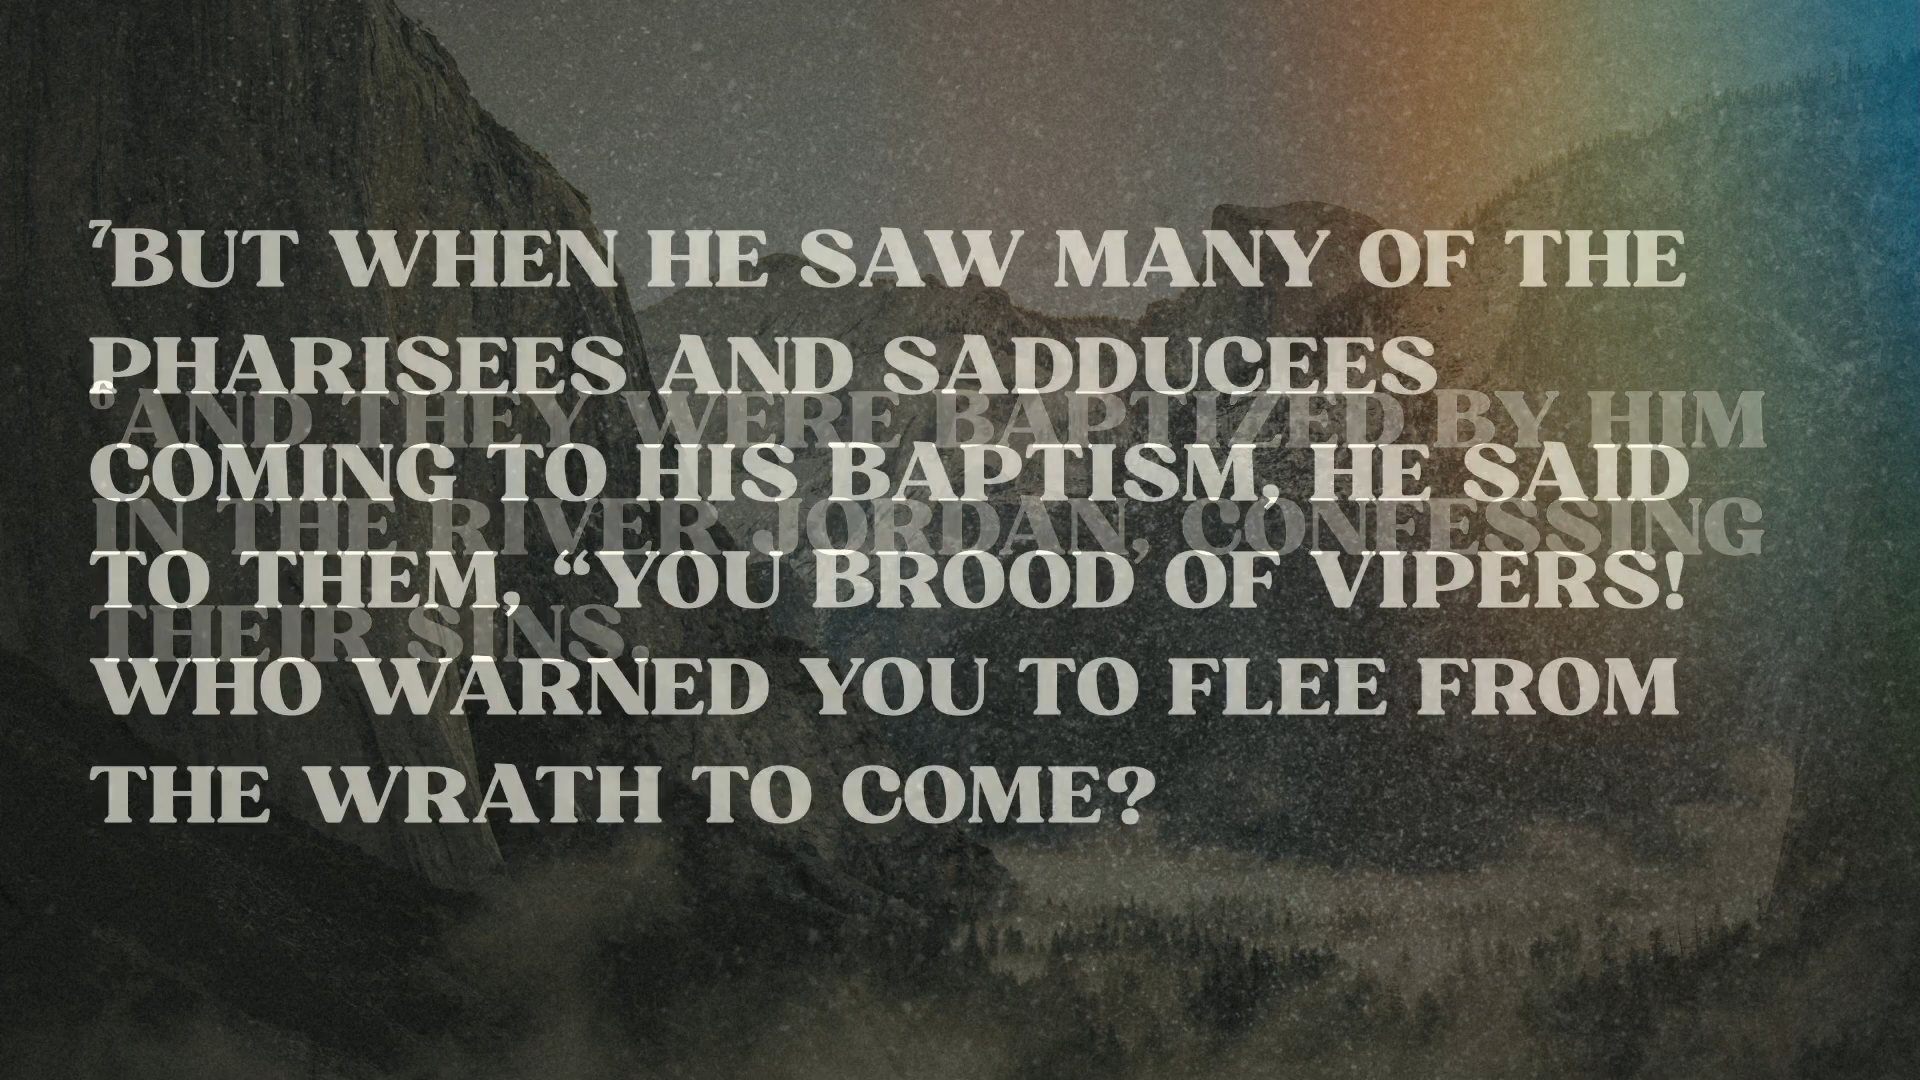 ⁷BUT WHEN HE SAW MANY OF THE
PHARISEES AND SADDUCEES
COMING TO HIS BAPTISM, HE SAID
TO THEM, “YOU BROOD OF VIPERS!
WHO WARNED YOU TO FLEE FROM
THE WRATH TO COME?
⁶AND THEY WERE BAPTIZED BY HIM
IN THE RIVER JORDAN, CONFESSING
THEIR SINS.